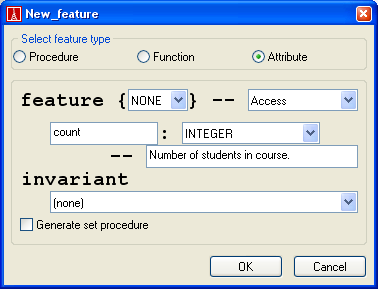 New_feature
Select feature type
Procedure Function Attribute
feature { NONE } -- Access
count : INTEGER
-- Number of students in course.
invariant
(none)
Generate set procedure
OK Cancel